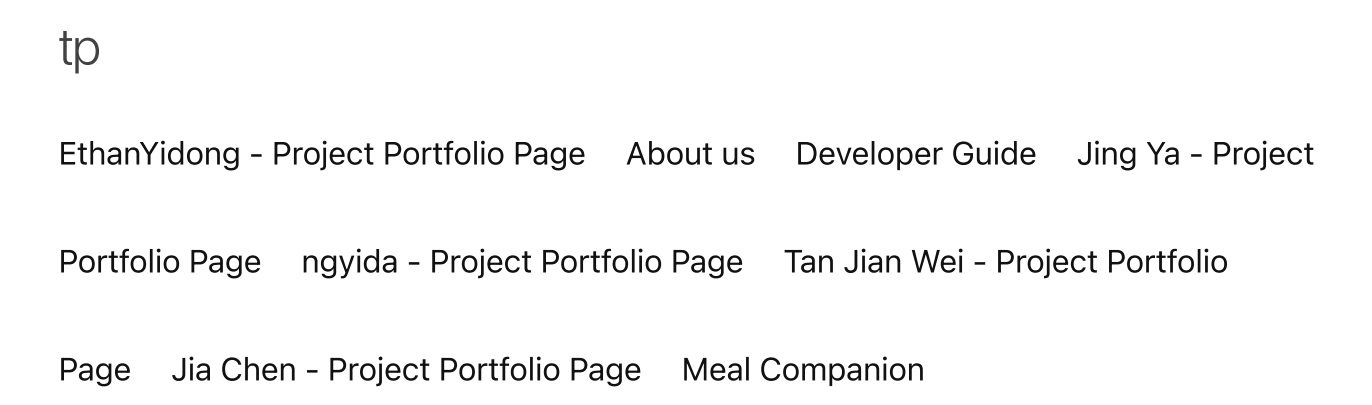 tp
EthanYidong - Project Portfolio Page About us Developer Guide Jing Ya - Project
Portfolio Page ngyida - Project Portfolio Page Tan Jian Wei - Project Portfolio
Page Jia Chen - Project Portfolio Page Meal Companion